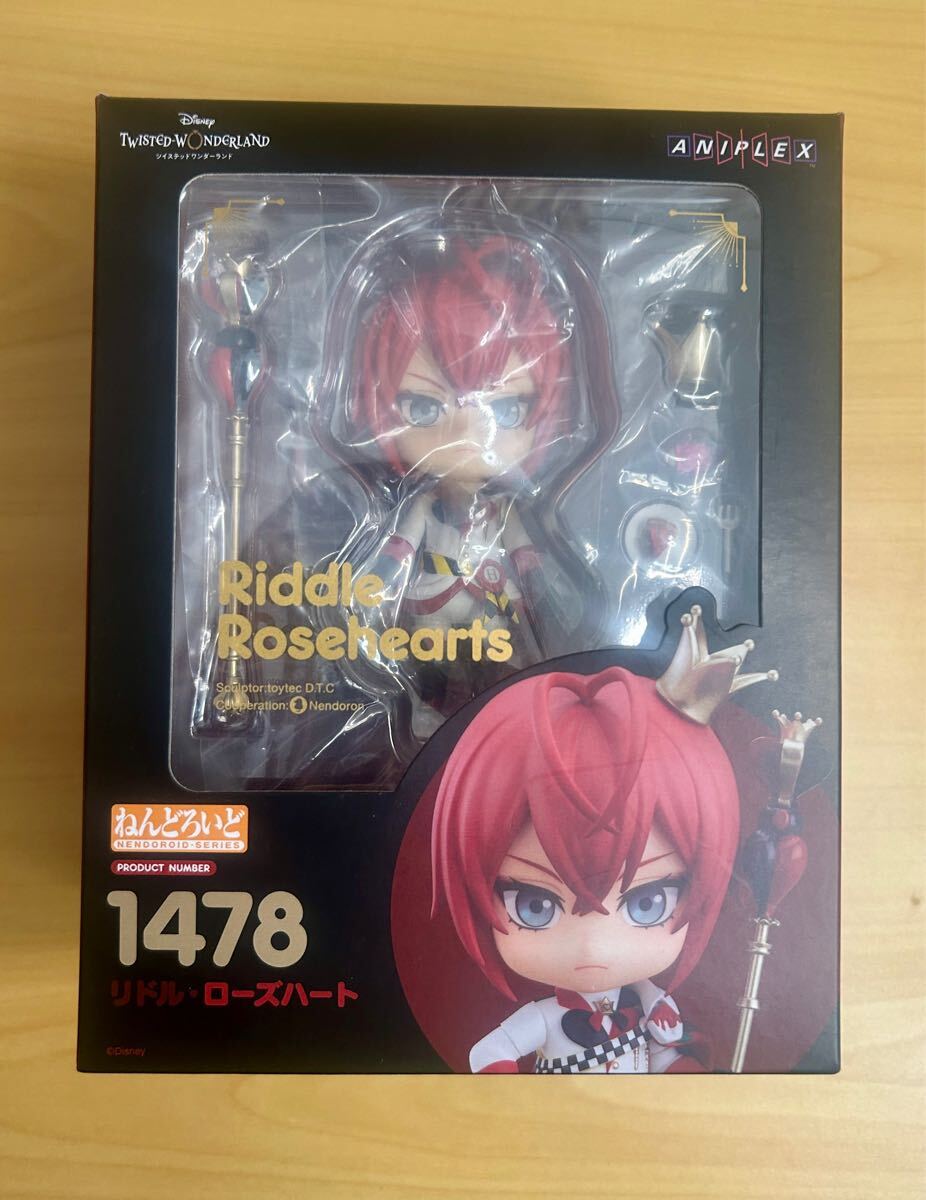 Disney
TWISTED-WONDERLAND
ツイステッドワンダーランド
ANIPLEX
Riddle
Rosehearts
Sculptor:toytec D.T.C
Cooperation: Nendoron
ねんどろいど
NENDOROID-SERIES
PRODUCT NUMBER
1478
リドル・ローズハート
©Disney